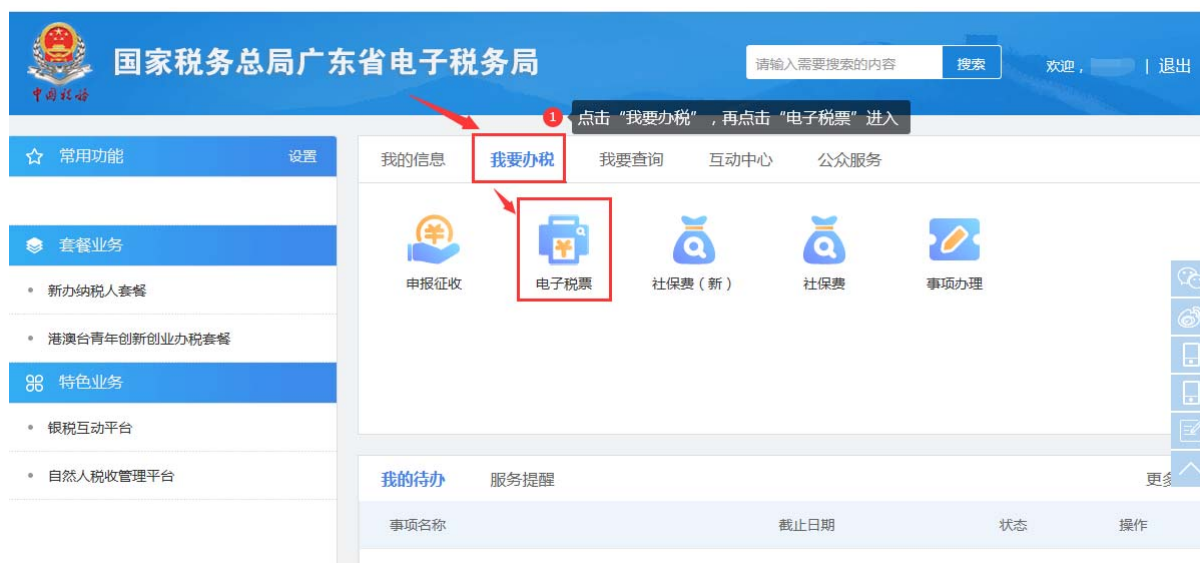 国家税务总局广东省电子税务局
中国税务
请输入需要搜索的内容
搜索
欢迎，
| 退出
1 点击“我要办税”，再点击“电子税票”进入
常用功能
设置
我的信息
我要办税
我要查询
互动中心
公众服务
套餐业务
新办纳税人套餐
港澳台青年创新创业办税套餐
申报征收
电子税票
社保费（新）
社保费
事项办理
特色业务
银税互动平台
自然人税收管理平台
我的待办
服务提醒
更多
事项名称
截止日期
状态
操作